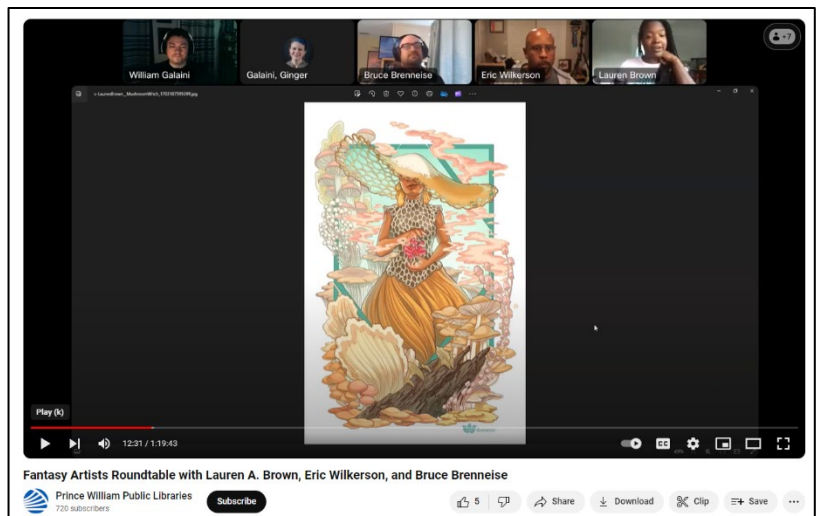 +7
William Galaini
Galaini, Ginger
Bruce Brenneise
Eric Wilkerson
Lauren Brown
Play (k)
12:31 / 1:19:43
CC
Fantasy Artists Roundtable with Lauren A. Brown, Eric Wilkerson, and Bruce Brenneise
Prince William Public Libraries
720 subscribers
Subscribe
5
Share
Download
Clip
Save